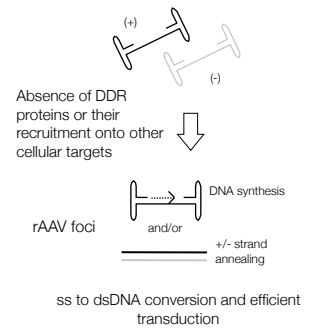 (+)
(-)
Absence of DDR
proteins or their
recruitment onto other
cellular targets
DNA synthesis
rAAV foci
and/or
+/- strand
annealing
ss to dsDNA conversion and efficient
transduction